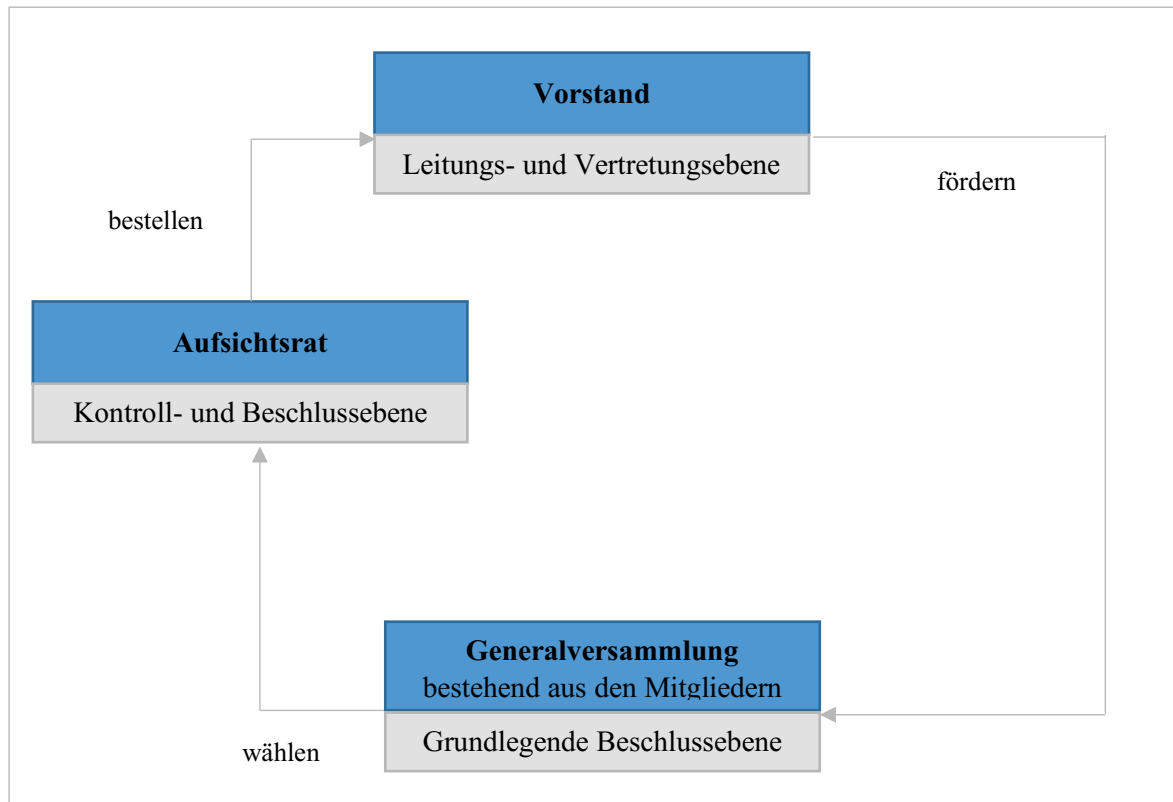 Vorstand
Leitungs- und Vertretungsebene
fördern
bestellen
Aufsichtsrat
Kontroll- und Beschlussebene
Generalversammlung
bestehend aus den Mitgliedern
Grundlegende Beschlussebene
wählen